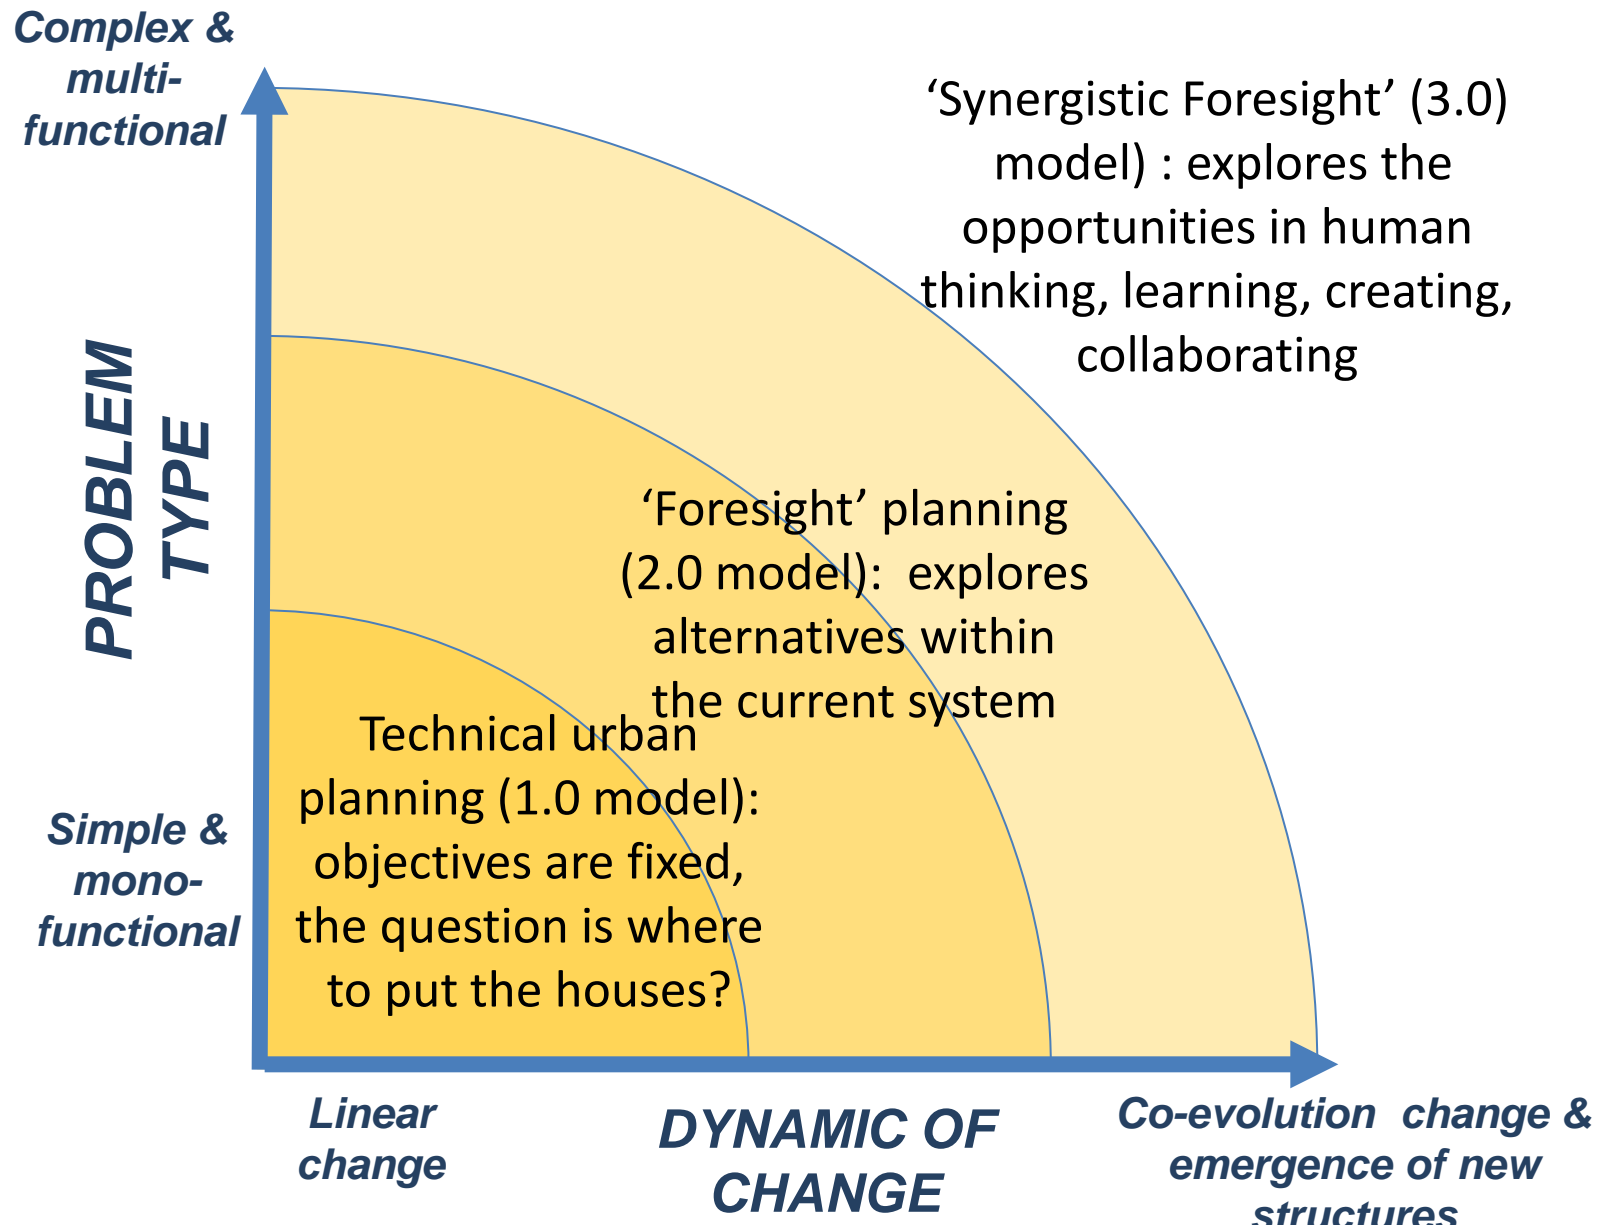 Complex &
multi-
functional
‘Synergistic Foresight’ (3.0)
model) : explores the
opportunities in human
thinking, learning, creating,
collaborating
PROBLEM
TYPE
‘Foresight’ planning
(2.0 model):  explores
alternatives within
the current system
Technical urban
planning (1.0 model):
objectives are fixed,
the question is where
to put the houses?
Simple &
mono-
functional
Linear
change
DYNAMIC OF
CHANGE
Co-evolution  change &
emergence of new
structures